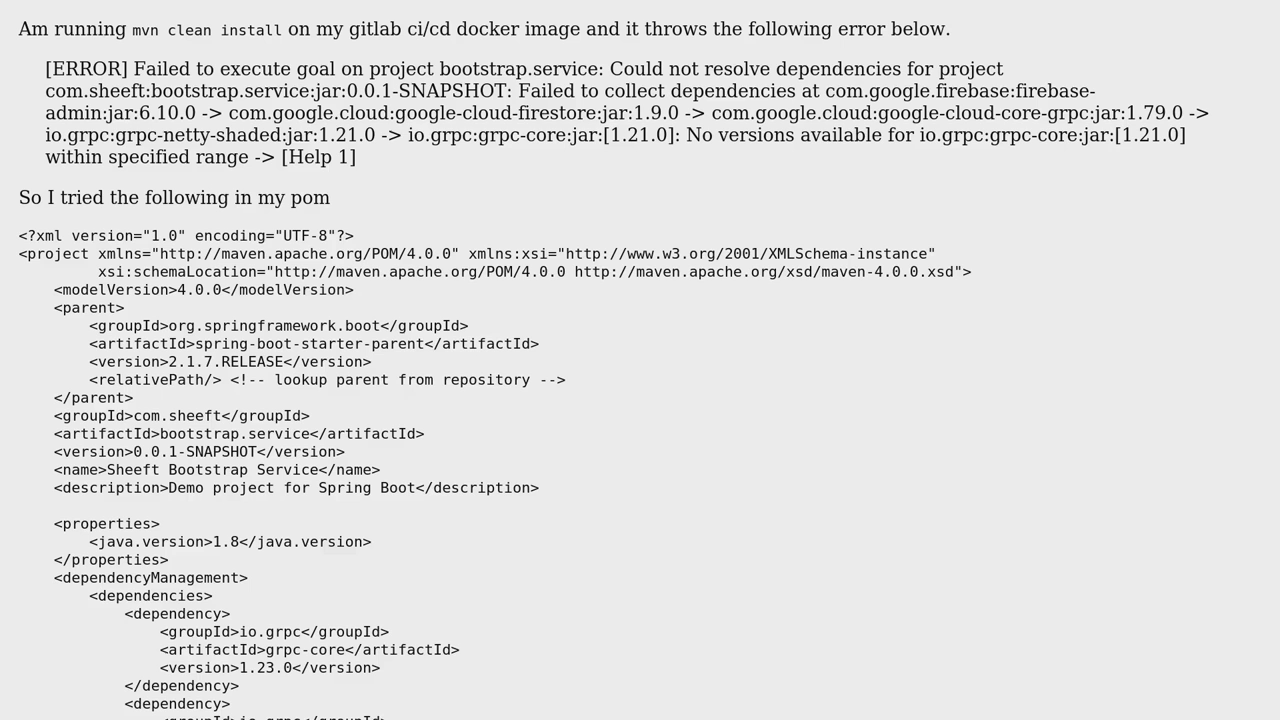 Am running mvn clean install on my gitlab ci/cd docker image and it throws the following error below.
[ERROR] Failed to execute goal on project bootstrap.service: Could not resolve dependencies for project
com.sheeft:bootstrap.service:jar:0.0.1-SNAPSHOT: Failed to collect dependencies at com.google.firebase:firebase-
admin:jar:6.10.0 -> com.google.cloud:google-cloud-firestore:jar:1.9.0 -> com.google.cloud:google-cloud-core-grpc:jar:1.79.0 ->
io.grpc:grpc-netty-shaded:jar:1.21.0 -> io.grpc:grpc-core:jar:[1.21.0]: No versions available for io.grpc:grpc-core:jar:[1.21.0]
within specified range -> [Help 1]
So I tried the following in my pom
<?xml version="1.0" encoding="UTF-8"?>
<project xmlns="http://maven.apache.org/POM/4.0.0" xmlns:xsi="http://www.w3.org/2001/XMLSchema-instance"
         xsi:schemaLocation="http://maven.apache.org/POM/4.0.0 http://maven.apache.org/xsd/maven-4.0.0.xsd">
    <modelVersion>4.0.0</modelVersion>
    <parent>
        <groupId>org.springframework.boot</groupId>
        <artifactId>spring-boot-starter-parent</artifactId>
        <version>2.1.7.RELEASE</version>
        <relativePath/> <!-- lookup parent from repository -->
    </parent>
    <groupId>com.sheeft</groupId>
    <artifactId>bootstrap.service</artifactId>
    <version>0.0.1-SNAPSHOT</version>
    <name>Sheeft Bootstrap Service</name>
    <description>Demo project for Spring Boot</description>
    <properties>
        <java.version>1.8</java.version>
    </properties>
    <dependencyManagement>
        <dependencies>
            <dependency>
                <groupId>io.grpc</groupId>
                <artifactId>grpc-core</artifactId>
                <version>1.23.0</version>
            </dependency>
            <dependency>
                <groupId>io.grpc</groupId>